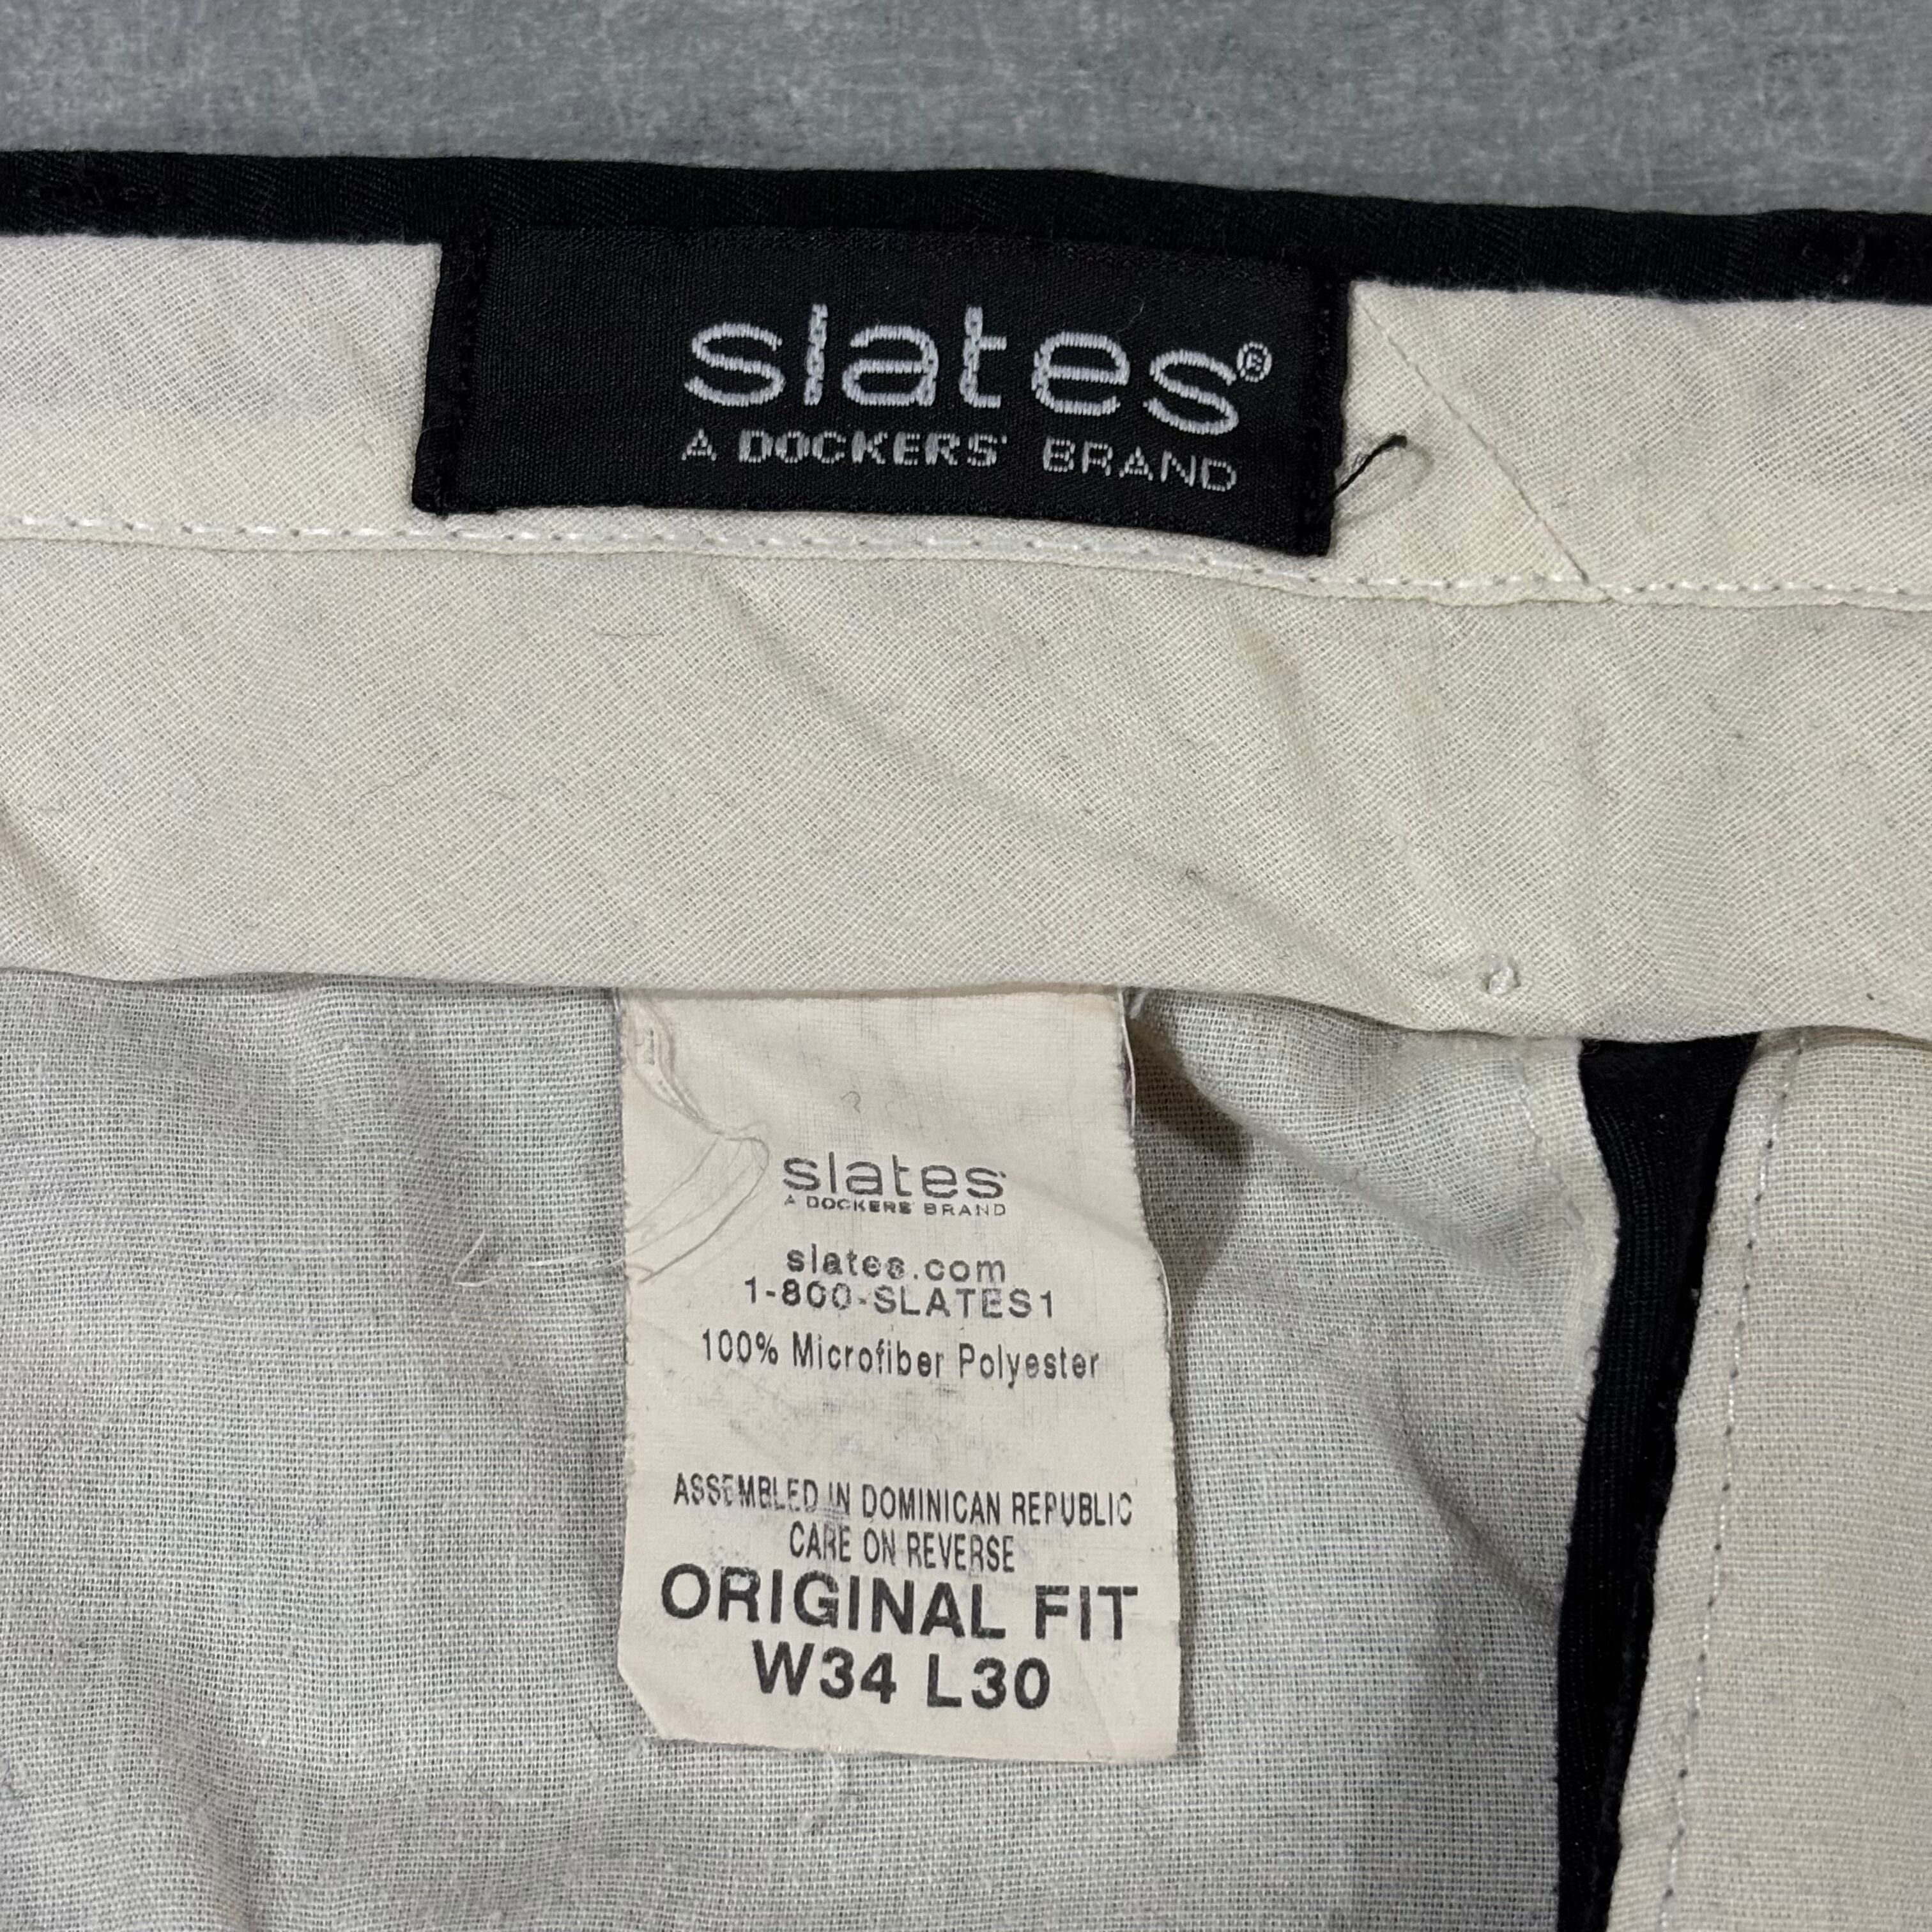 slates®
A DOCKERS® BRAND
slates
A DOCKERS BRAND
slates.com
1-800-SLATES1
100% Microfiber Polyester
ASSEMBLED IN DOMINICAN REPUBLIC
CARE ON REVERSE
ORIGINAL FIT
W34 L30